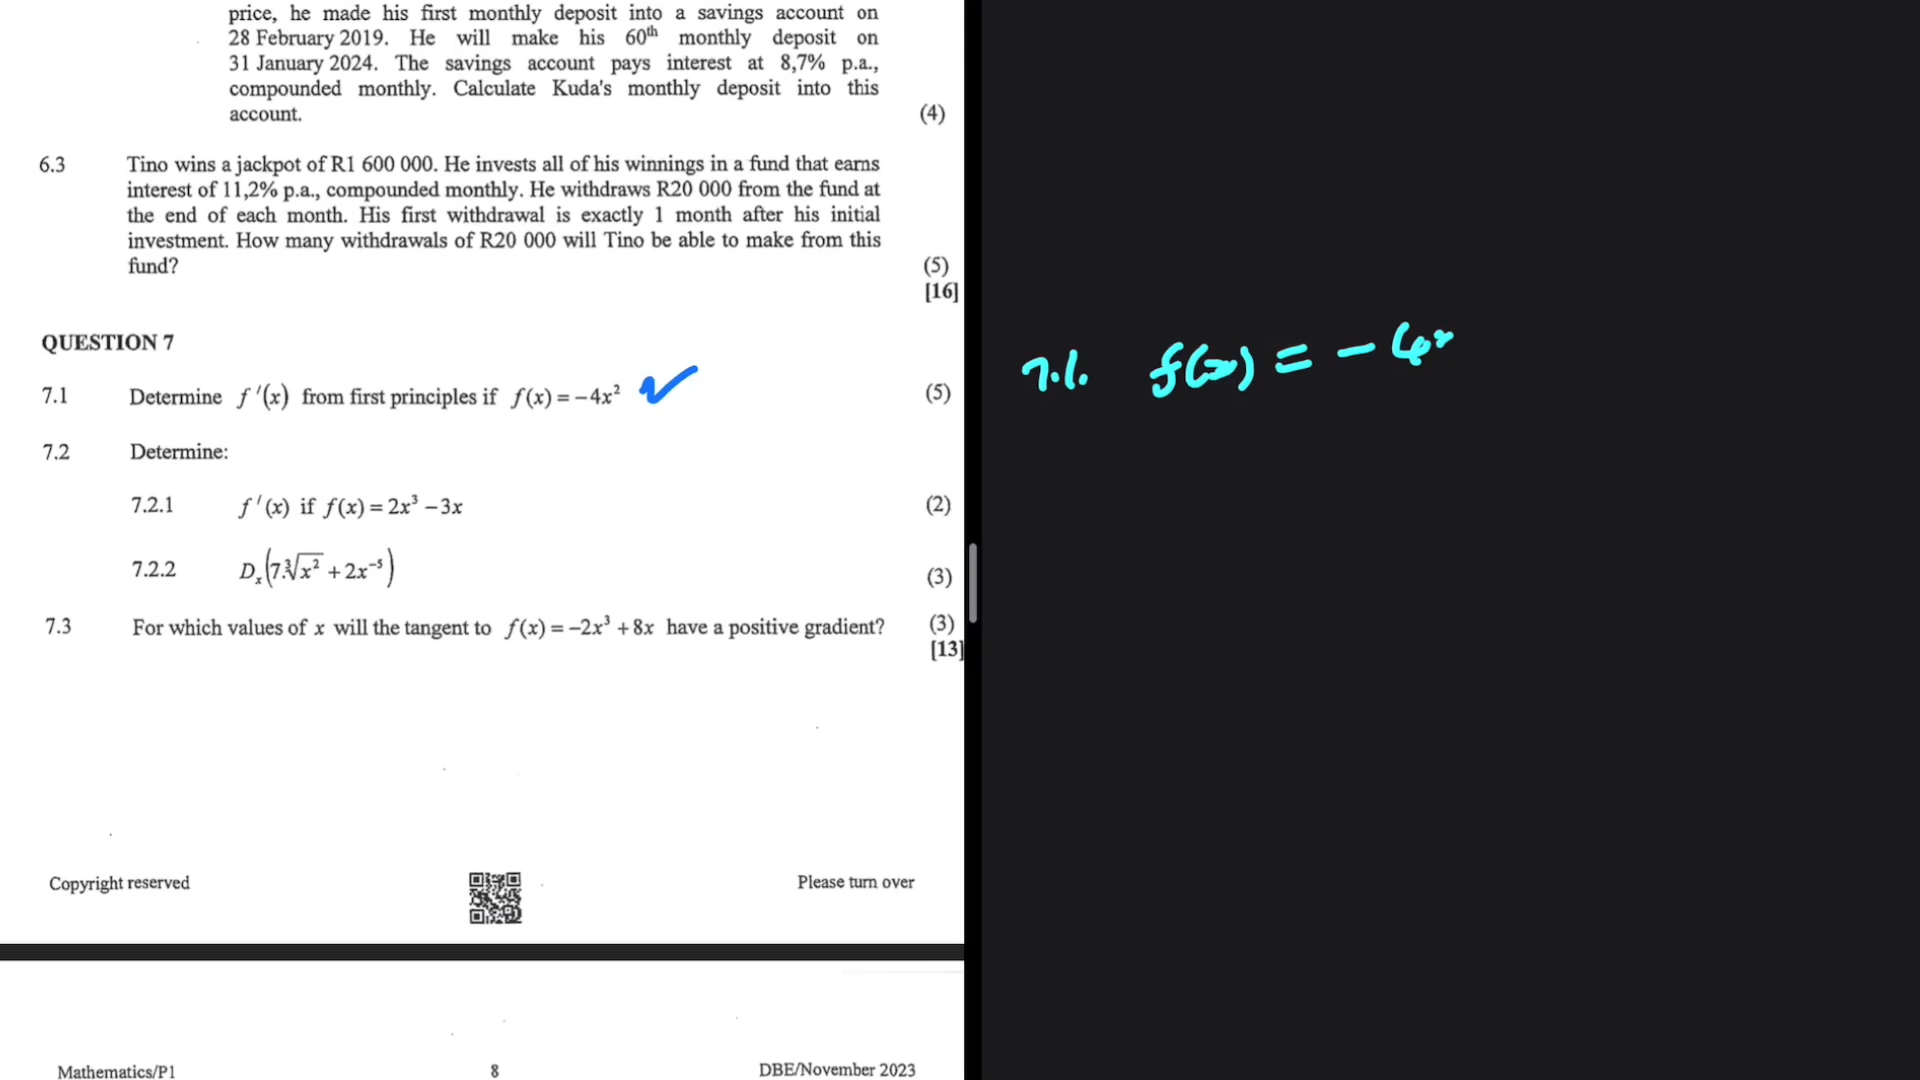 price, he made his first monthly deposit into a savings account on
28 February 2019. He will make his 60th monthly deposit on
31 January 2024. The savings account pays interest at 8,7% p.a.,
compounded monthly. Calculate Kuda's monthly deposit into this
account. (4)
6.3 Tino wins a jackpot of R1 600 000. He invests all of his winnings in a fund that earns
interest of 11,2% p.a., compounded monthly. He withdraws R20 000 from the fund at
the end of each month. His first withdrawal is exactly 1 month after his initial
investment. How many withdrawals of R20 000 will Tino be able to make from this
fund? (5)
[16]
QUESTION 7
7.1 Determine f ′(x) from first principles if f(x) = −4x² (5)
7.2 Determine:
7.2.1 f ′(x) if f(x) = 2x³ − 3x (2)
7.2.2 Dₓ(7∛x² + 2x⁻⁵) (3)
7.3 For which values of x will the tangent to f(x) = −2x³ + 8x have a positive gradient? (3)
[13]
Copyright reserved Please turn over
Mathematics/P1 8 DBE/November 2023
7.1. f(x) = −4x